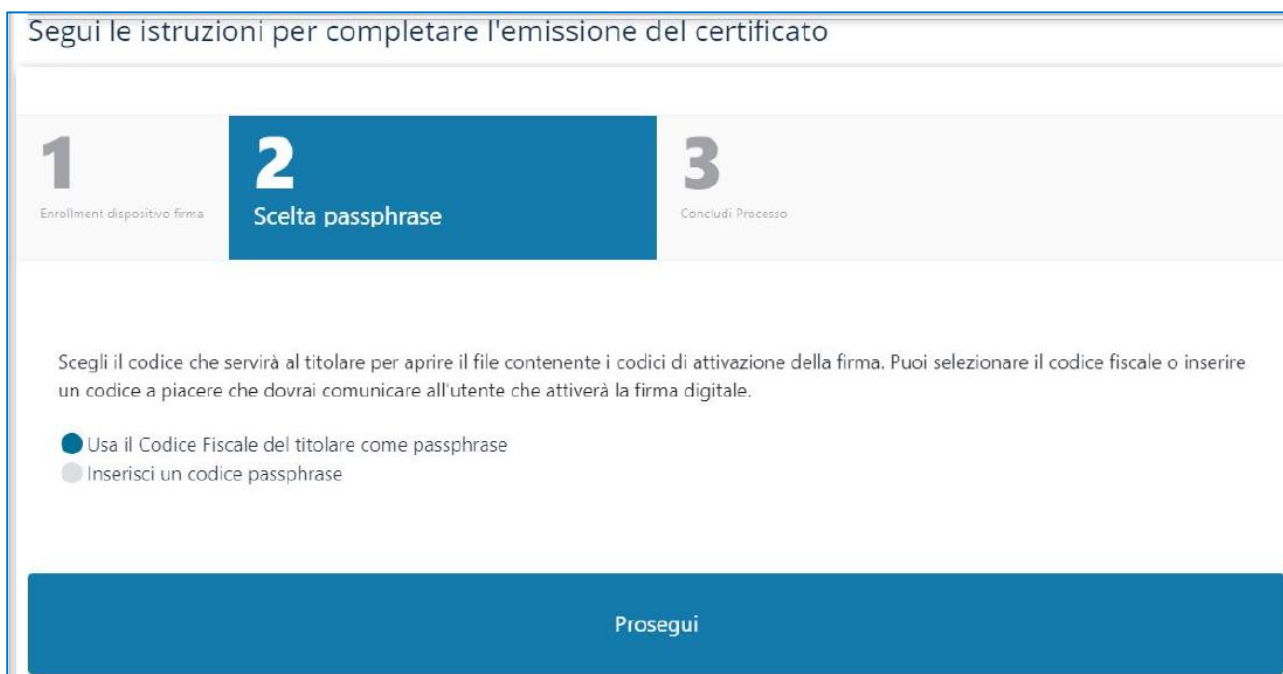 Segui le istruzioni per completare l'emissione del certificato
1
Enrollment dispositivo firma
2
Scelta passphrase
3
Concludi Processo
Scegli il codice che servirà al titolare per aprire il file contenente i codici di attivazione della firma. Puoi selezionare il codice fiscale o inserire
un codice a piacere che dovrai comunicare all'utente che attiverà la firma digitale.
Usa il Codice Fiscale del titolare come passphrase
Inserisci un codice passphrase
Prosegui